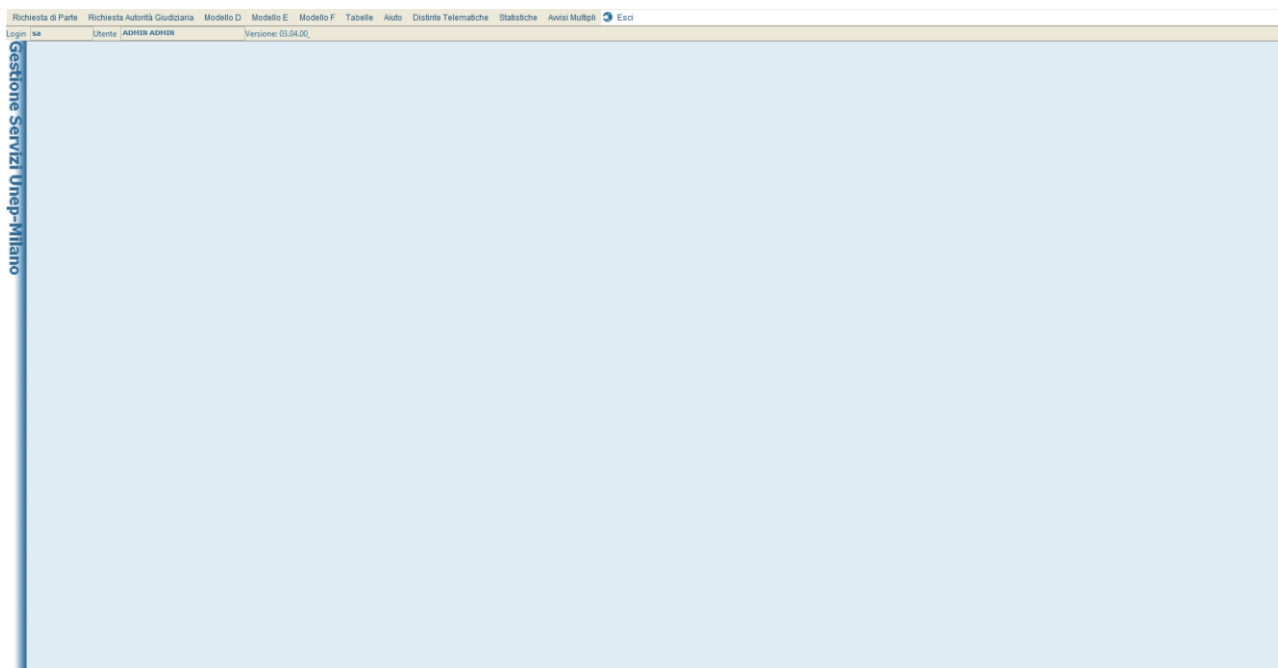 Richiesta di Parte Richiesta Autorità Giudiziaria Modello D Modello E Modello F Tabelle Aiuto Distinte Telematiche Statistiche Avvisi Multipli Esci
Login sa Utente ADMIN ADMIN Versione: 03.04.00_
Gestione Servizi Unep-Milano